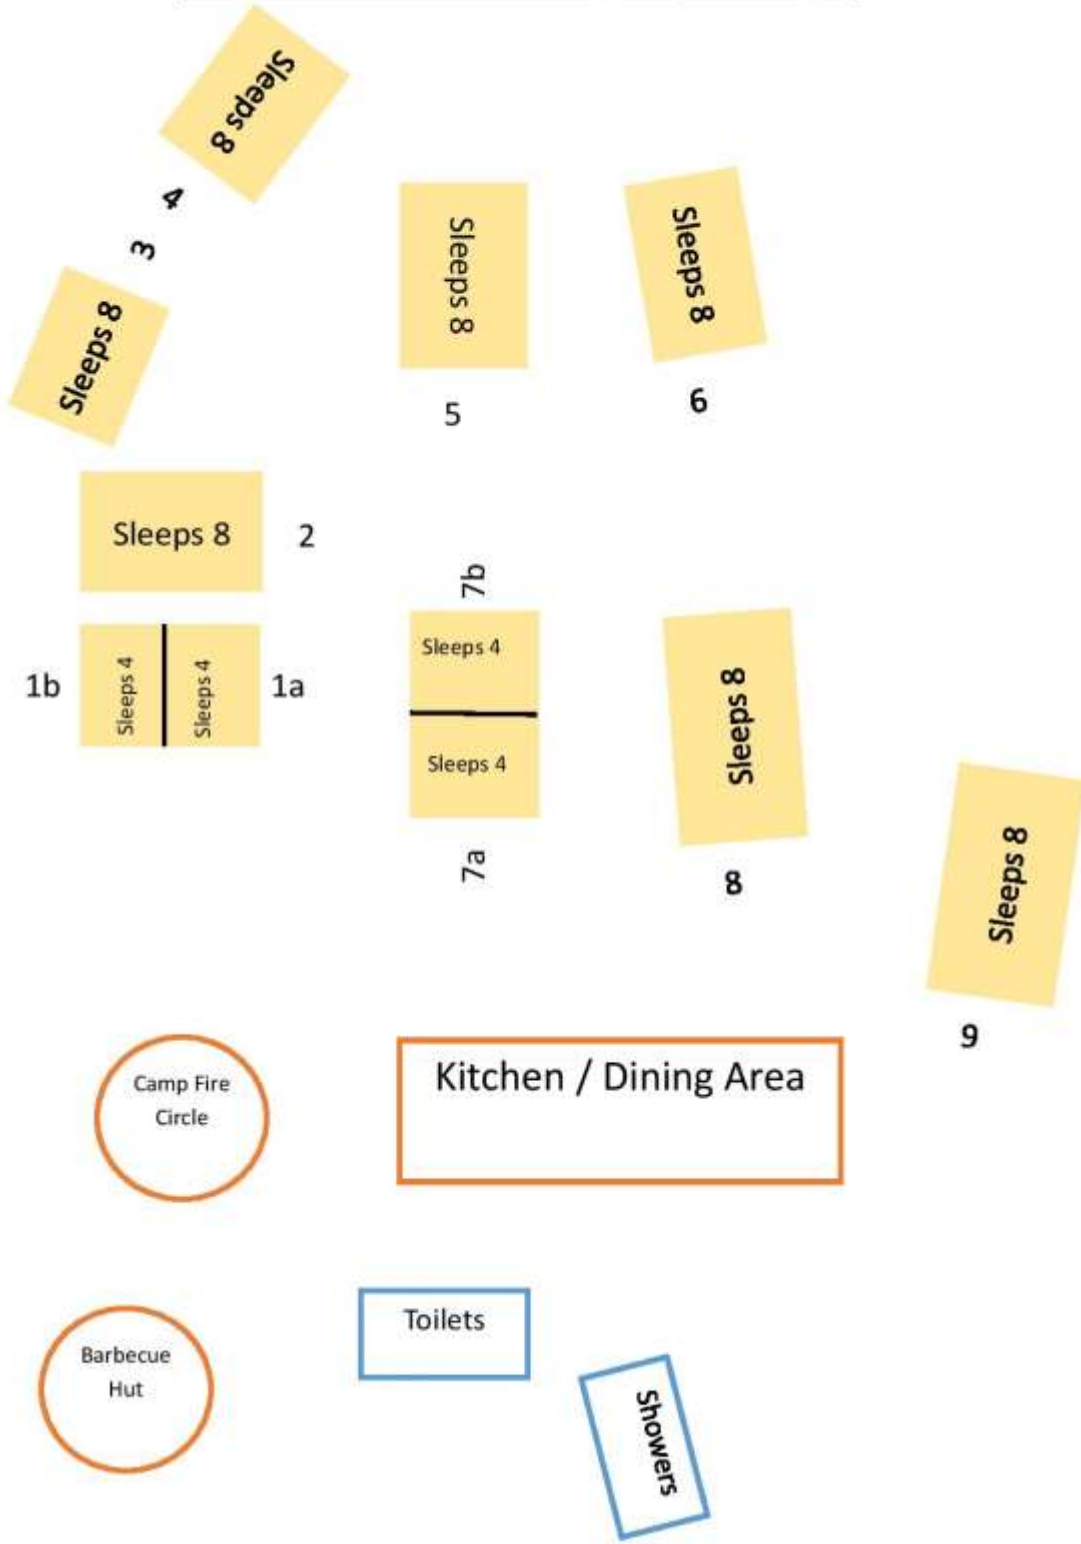 Sleeps 8
4
3
Sleeps 8
Sleeps 8
5
Sleeps 8
6
Sleeps 8
2
1b
Sleeps 4
Sleeps 4
1a
7b
Sleeps 4
Sleeps 4
7a
Sleeps 8
8
Sleeps 8
9
Camp Fire
Circle
Kitchen / Dining Area
Barbecue
Hut
Toilets
Showers